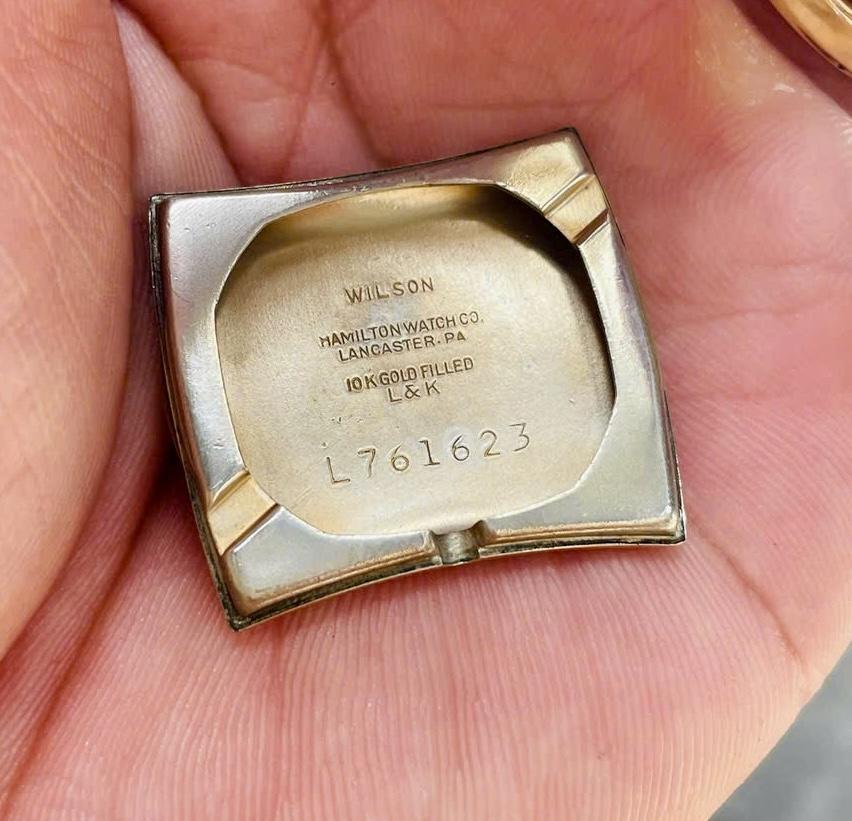 WILSON
HAMILTON WATCH CO.
LANCASTER. PA
10K GOLD FILLED
L&K
L761623